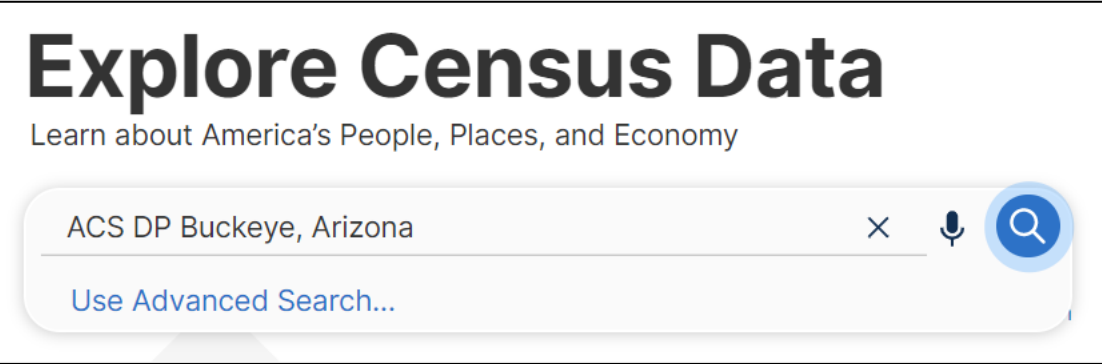 Explore Census Data
Learn about America’s People, Places, and Economy
ACS DP Buckeye, Arizona
Use Advanced Search...